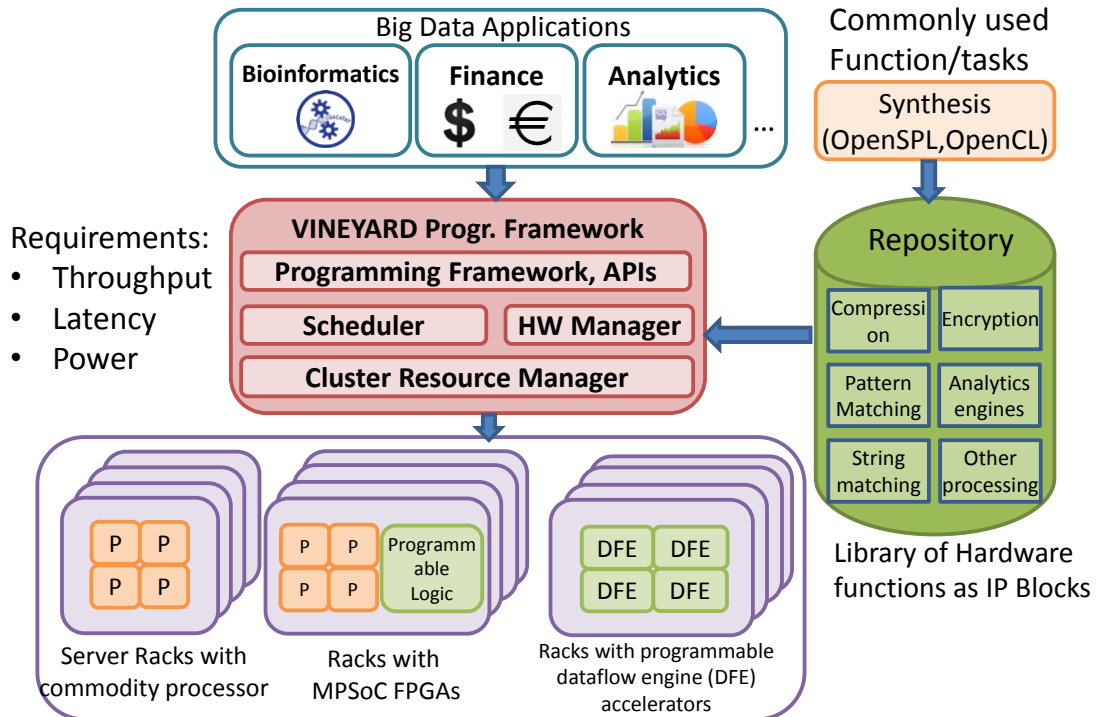 Big Data Applications
Bioinformatics
Finance
Analytics
$
€
...
Commonly used
Function/tasks
Synthesis
(OpenSPL,OpenCL)
Requirements:
• Throughput
• Latency
• Power
VINEYARD Progr. Framework
Programming Framework, APIs
Scheduler
HW Manager
Cluster Resource Manager
Repository
Compressi
on
Encryption
Pattern
Matching
Analytics
engines
String
matching
Other
processing
Library of Hardware
functions as IP Blocks
P P
P P
P P
P P
Programm
able
Logic
DFE DFE
DFE DFE
Server Racks with
commodity processor
Racks with
MPSoC FPGAs
Racks with programmable
dataflow engine (DFE)
accelerators